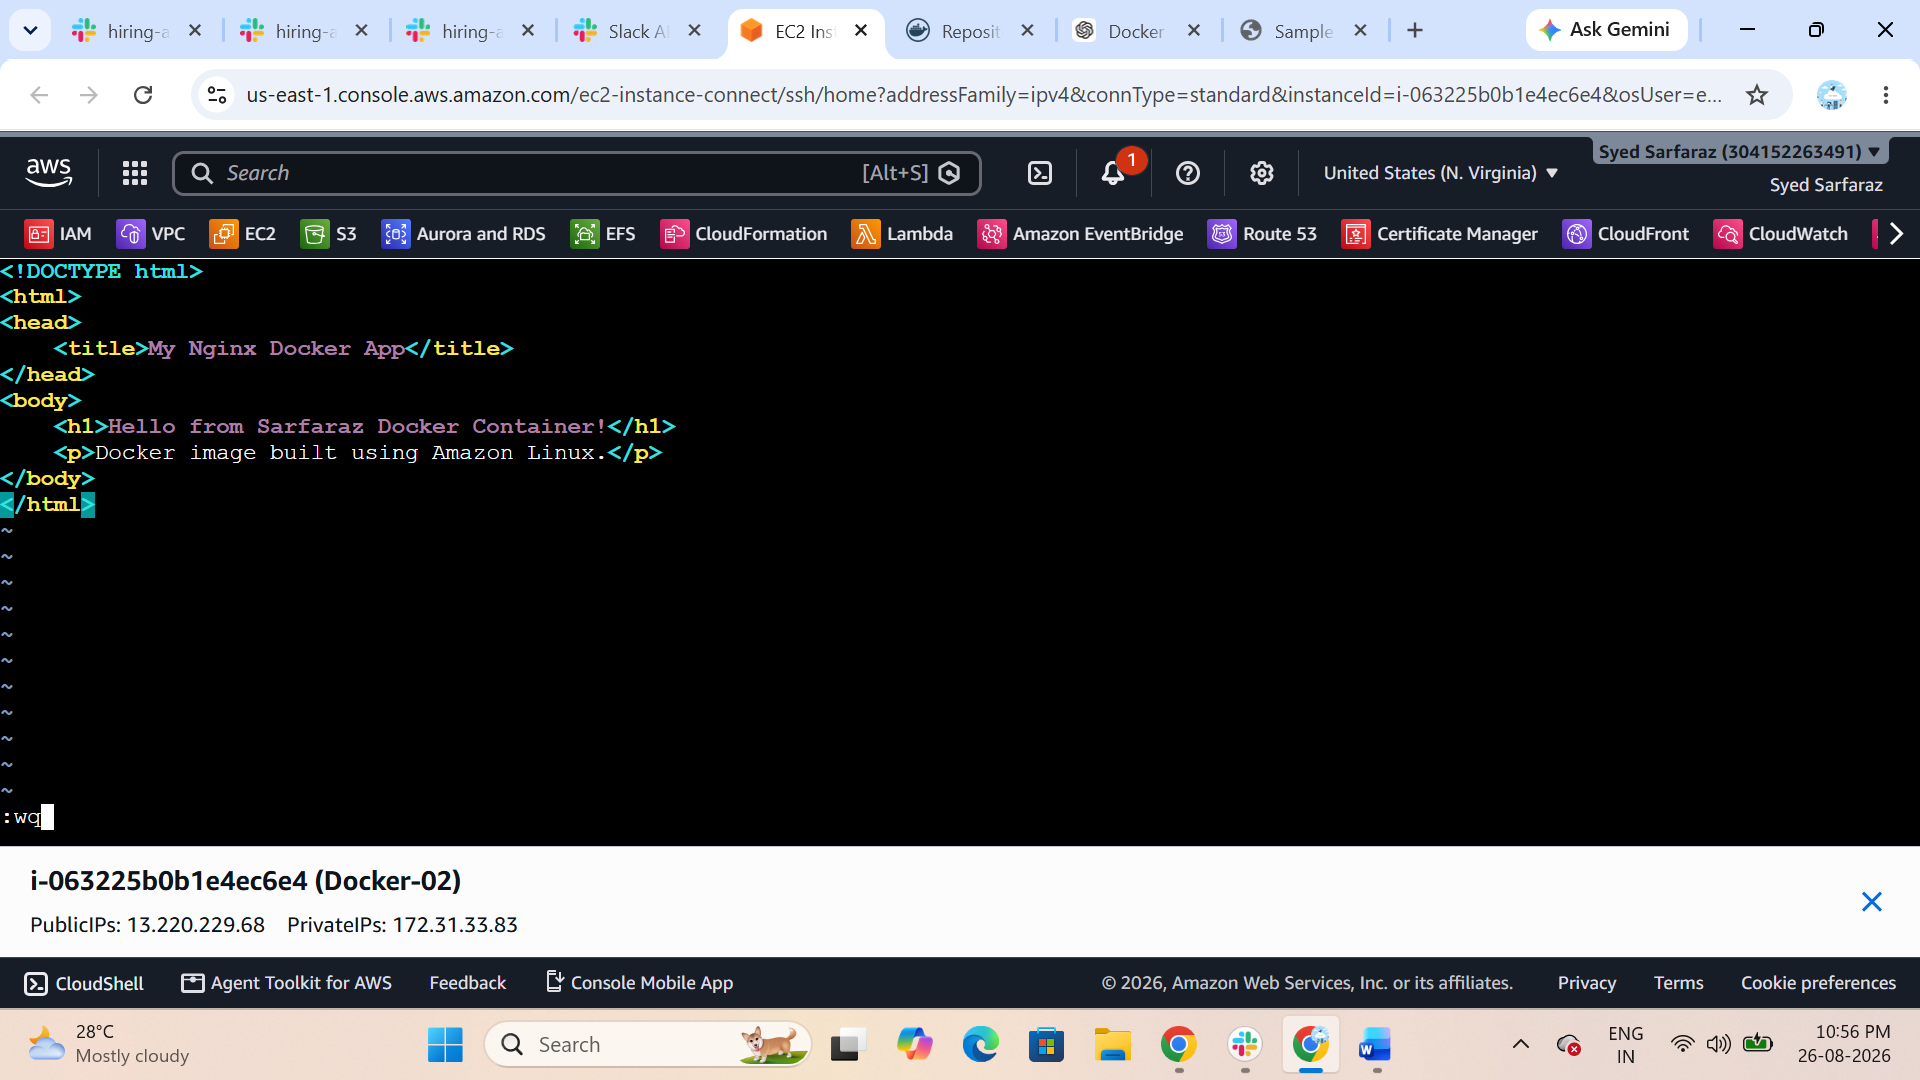 hiring-a
hiring-a
hiring-a
Slack A
EC2 Ins
Reposit
Docker
Sample
Ask Gemini
us-east-1.console.aws.amazon.com/ec2-instance-connect/ssh/home?addressFamily=ipv4&connType=standard&instanceId=i-063225b0b1e4ec6e4&osUser=e...
aws
Search
[Alt+S]
1
United States (N. Virginia) ▼
Syed Sarfaraz (304152263491) ▼
Syed Sarfaraz
IAM
VPC
EC2
S3
Aurora and RDS
EFS
CloudFormation
Lambda
Amazon EventBridge
Route 53
Certificate Manager
CloudFront
CloudWatch
<!DOCTYPE html>
<html>
<head>
    <title>My Nginx Docker App</title>
</head>
<body>
    <h1>Hello from Sarfaraz Docker Container!</h1>
    <p>Docker image built using Amazon Linux.</p>
</body>
</html>
~
~
~
~
~
~
~
~
~
~
~
:wq
i-063225b0b1e4ec6e4 (Docker-02)
PublicIPs: 13.220.229.68 PrivateIPs: 172.31.33.83
CloudShell
Agent Toolkit for AWS
Feedback
Console Mobile App
© 2026, Amazon Web Services, Inc. or its affiliates.
Privacy
Terms
Cookie preferences
28°C
Mostly cloudy
Search
ENG
IN
10:56 PM
26-08-2026